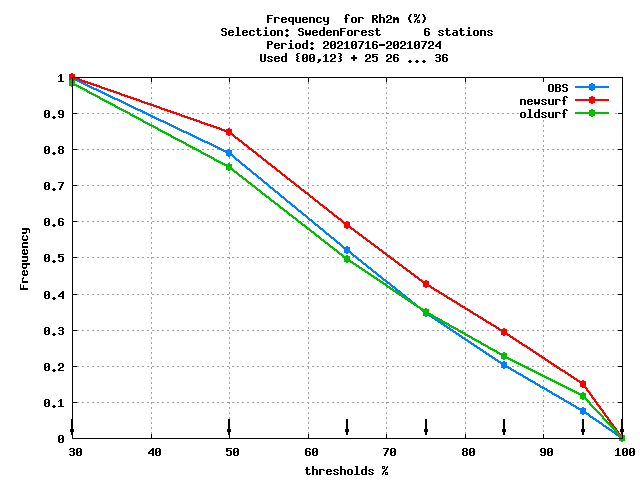 Frequency  for Rh2m (%)
Selection: SwedenForest      6 stations
Period: 20210716-20210724
Used {00,12} + 25 26 ... 36
OBS
newsurf
oldsurf
1
0.9
0.8
0.7
0.6
0.5
0.4
0.3
0.2
0.1
0
Frequency
30 40 50 60 70 80 90 100
thresholds %